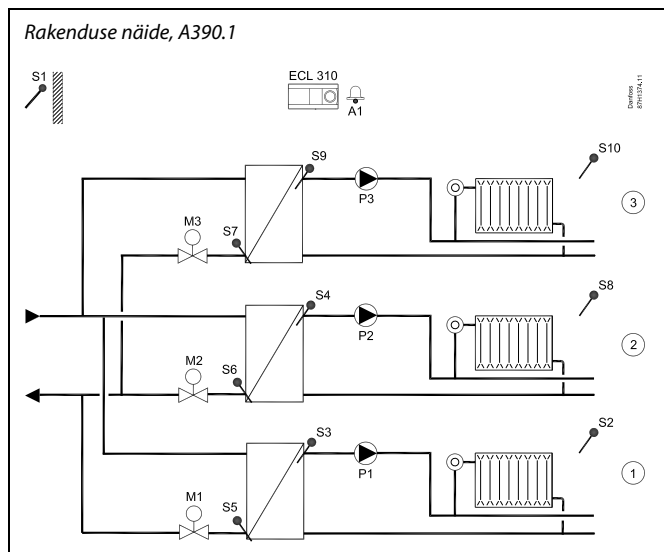 Rakenduse näide, A390.1
S1
ECL 310
A1
Danfoss
87H1374.11
S9
S10
P3
M3
S7
3
S4
S8
P2
M2
S6
2
S3
S2
P1
M1
S5
1